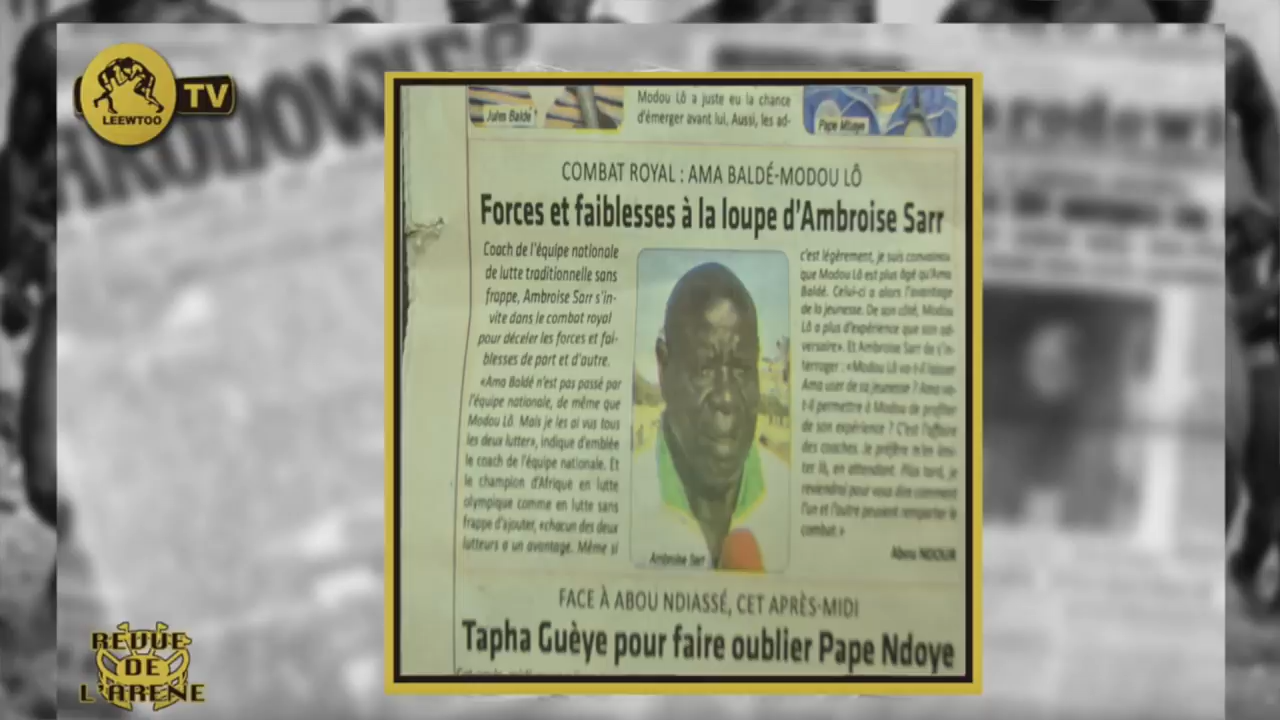 LEEWTOO
TV
Jules Baldé
Modou Lô a juste eu la chance
d'émerger avant lui. Aussi, les ad-
Pape Mbaye
COMBAT ROYAL : AMA BALDÉ-MODOU LÔ
Forces et faiblesses à la loupe d'Ambroise Sarr
Coach de l'équipe nationale
de lutte traditionnelle sans
frappe, Ambroise Sarr s'in-
vite dans le combat royal
pour déceler les forces et fai-
blesses de part et d'autre.
«Ama Baldé n'est pas passé par
l'équipe nationale, de même que
Modou Lô. Mais je les ai vus tous
les deux lutter», indique d'emblée
le coach de l'équipe nationale. Et
le champion d'Afrique en lutte
olympique comme en lutte sans
frappe d'ajouter, «chacun des deux
lutteurs a un avantage. Même si
Ambroise Sarr
c'est légèrement, je suis convaincu
que Modou Lô est plus âgé qu'Ama
Baldé. Celui-ci a alors l'avantage
de la jeunesse. De son côté, Modou
Lô a plus d'expérience que son ad-
versaire». Et Ambroise Sarr de s'in-
terroger : «Modou Lô va-t-il laisser
Ama user de sa jeunesse ? Ama va-
t-il permettre à Modou de profiter
de son expérience ? C'est l'affaire
des coaches. Je préfère m'en limi-
ter là, en attendant. Plus tard, je
reviendrai pour vous dire comment
l'un et l'autre peuvent remporter le
combat.»
Abou NDOUR
FACE À ABOU NDIASSÉ, CET APRÈS-MIDI
Tapha Guèye pour faire oublier Pape Ndoye
REVUE
DE
L'ARENE